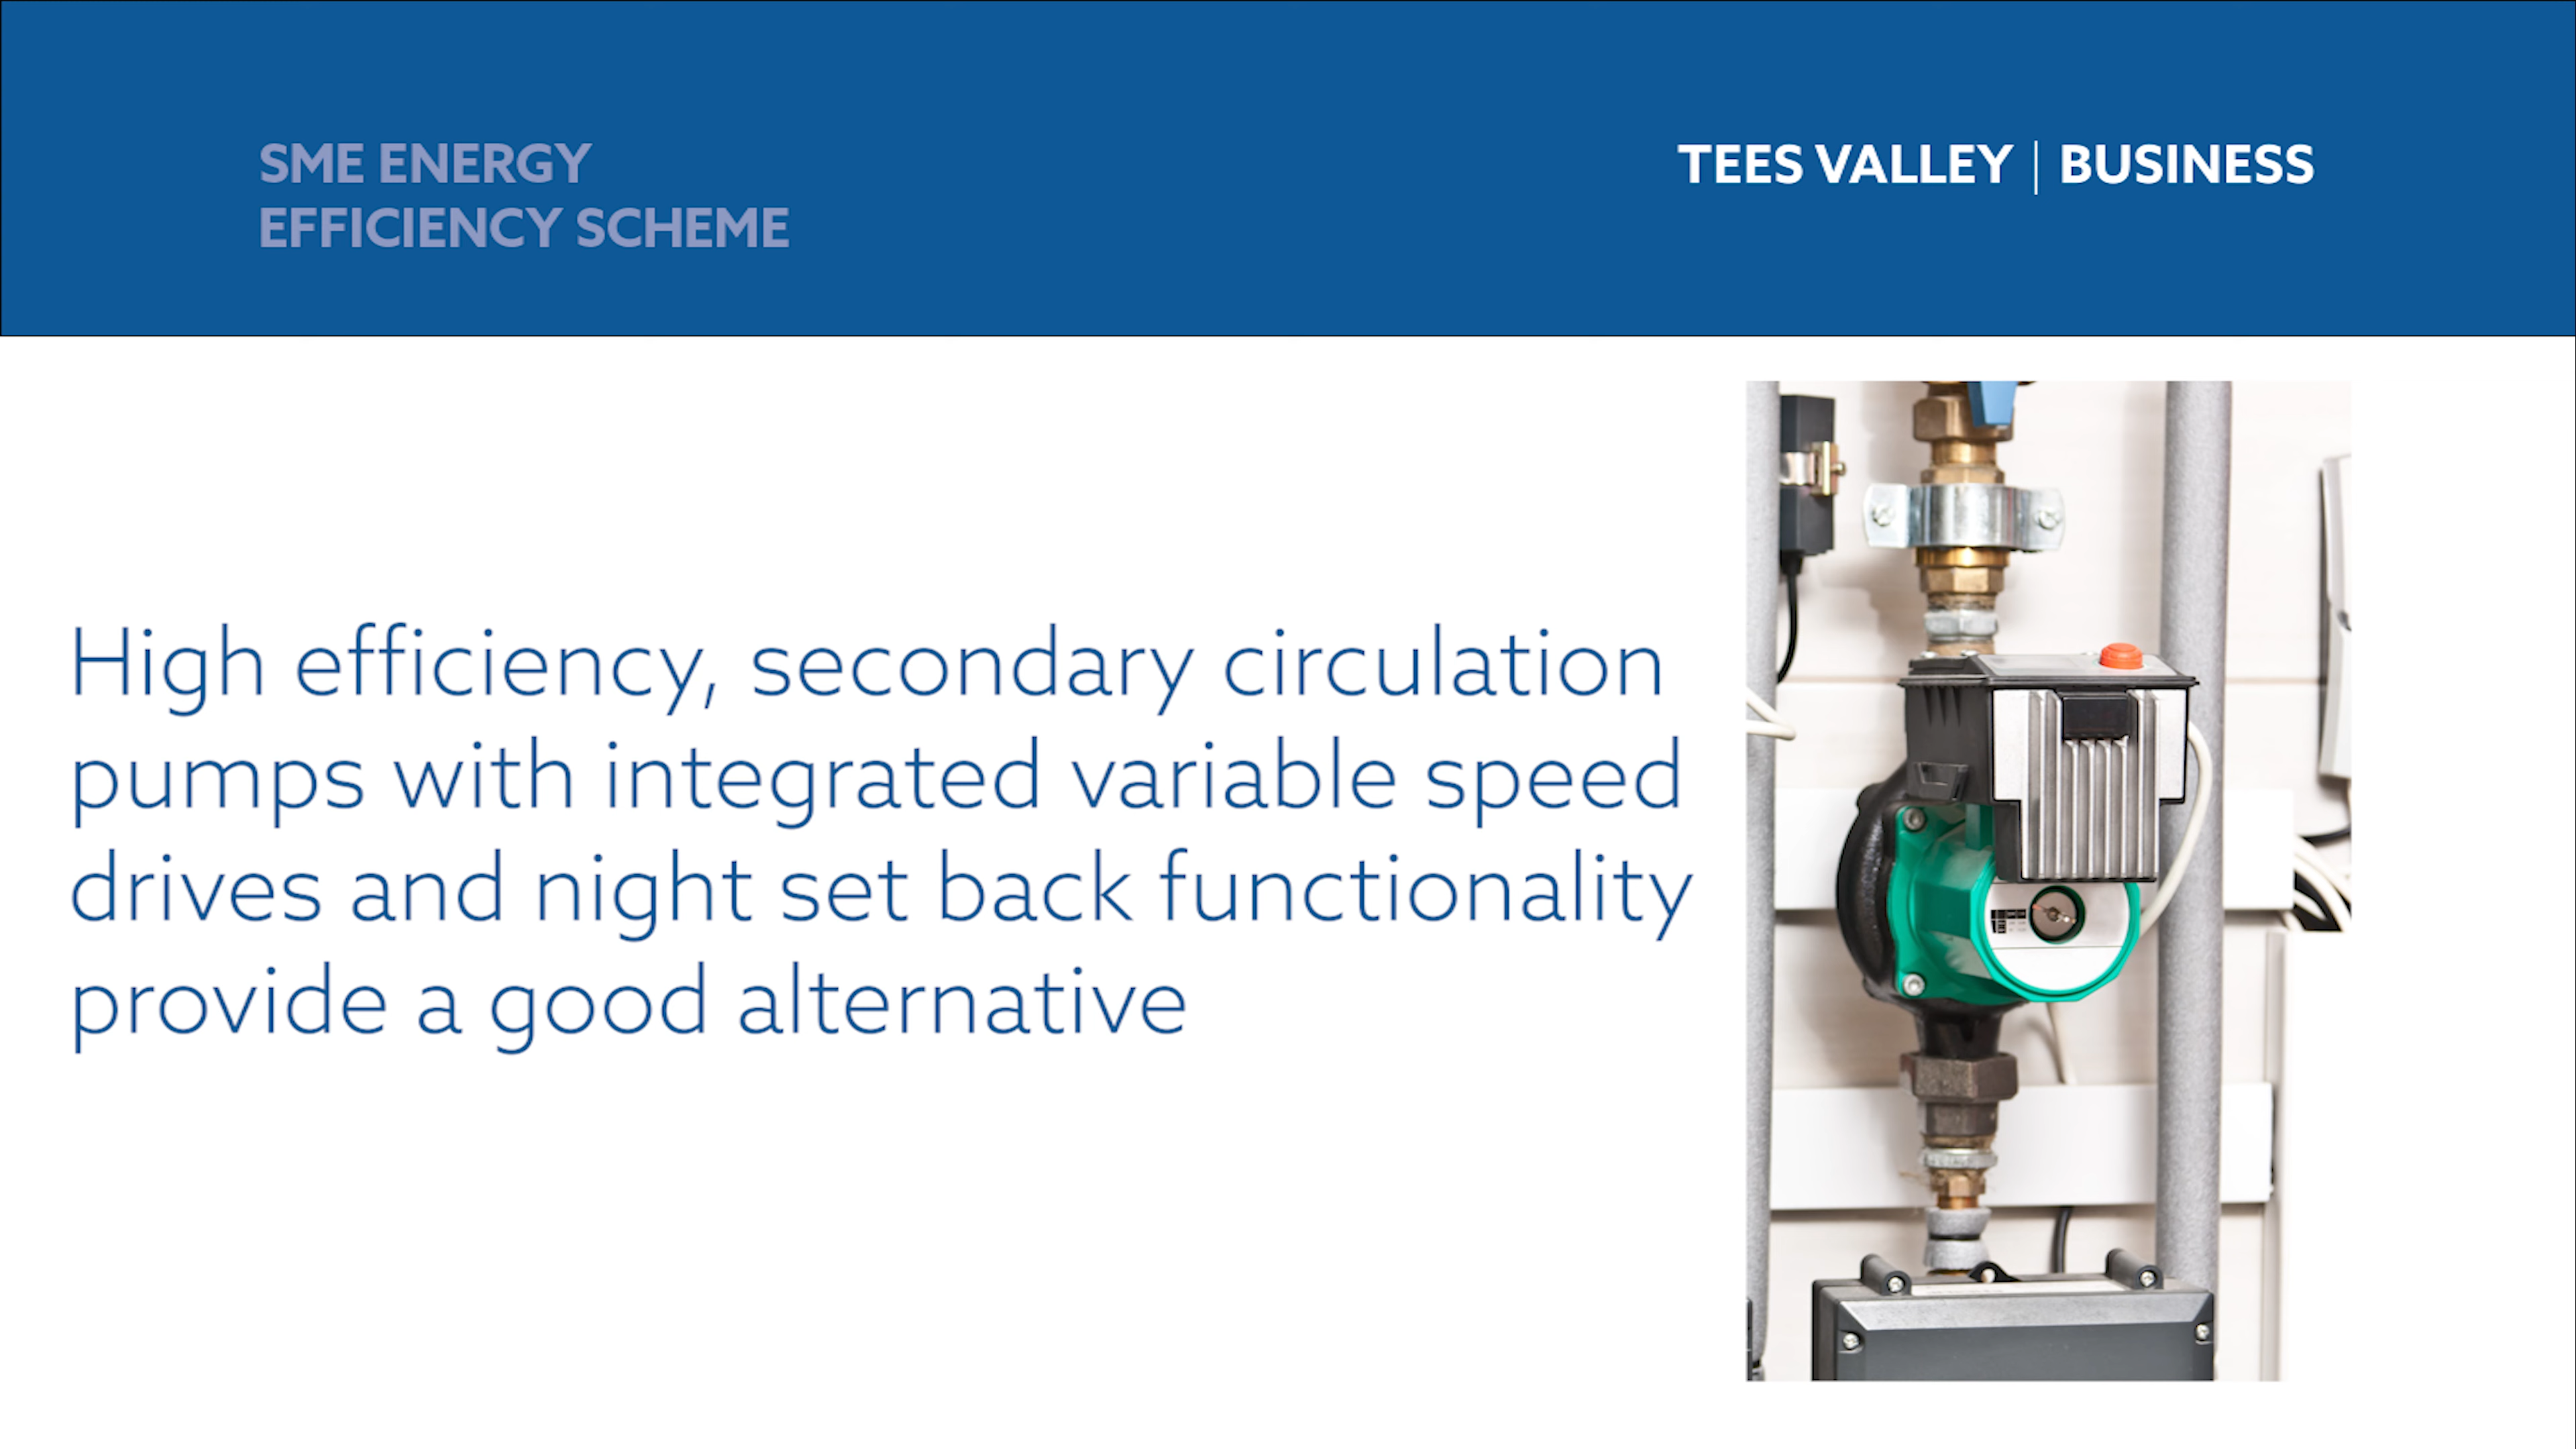 SME ENERGY
EFFICIENCY SCHEME
TEES VALLEY | BUSINESS
High efficiency, secondary circulation
pumps with integrated variable speed
drives and night set back functionality
provide a good alternative